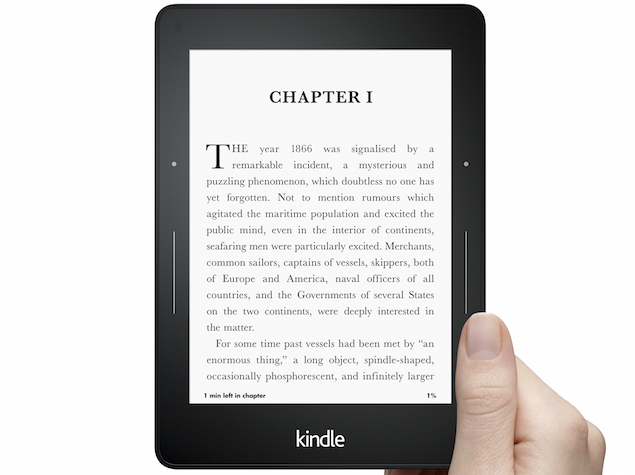 CHAPTER I
THE year 1866 was signalised by a
remarkable incident, a mysterious and
puzzling phenomenon, which doubtless no one has
yet forgotten. Not to mention rumours which
agitated the maritime population and excited the
public mind, even in the interior of continents,
seafaring men were particularly excited. Merchants,
common sailors, captains of vessels, skippers, both
of Europe and America, naval officers of all
countries, and the Governments of several States
on the two continents, were deeply interested in
the matter.
For some time past vessels had been met by “an
enormous thing,” a long object, spindle-shaped,
occasionally phosphorescent, and infinitely larger
1 min left in chapter 1%
kindle